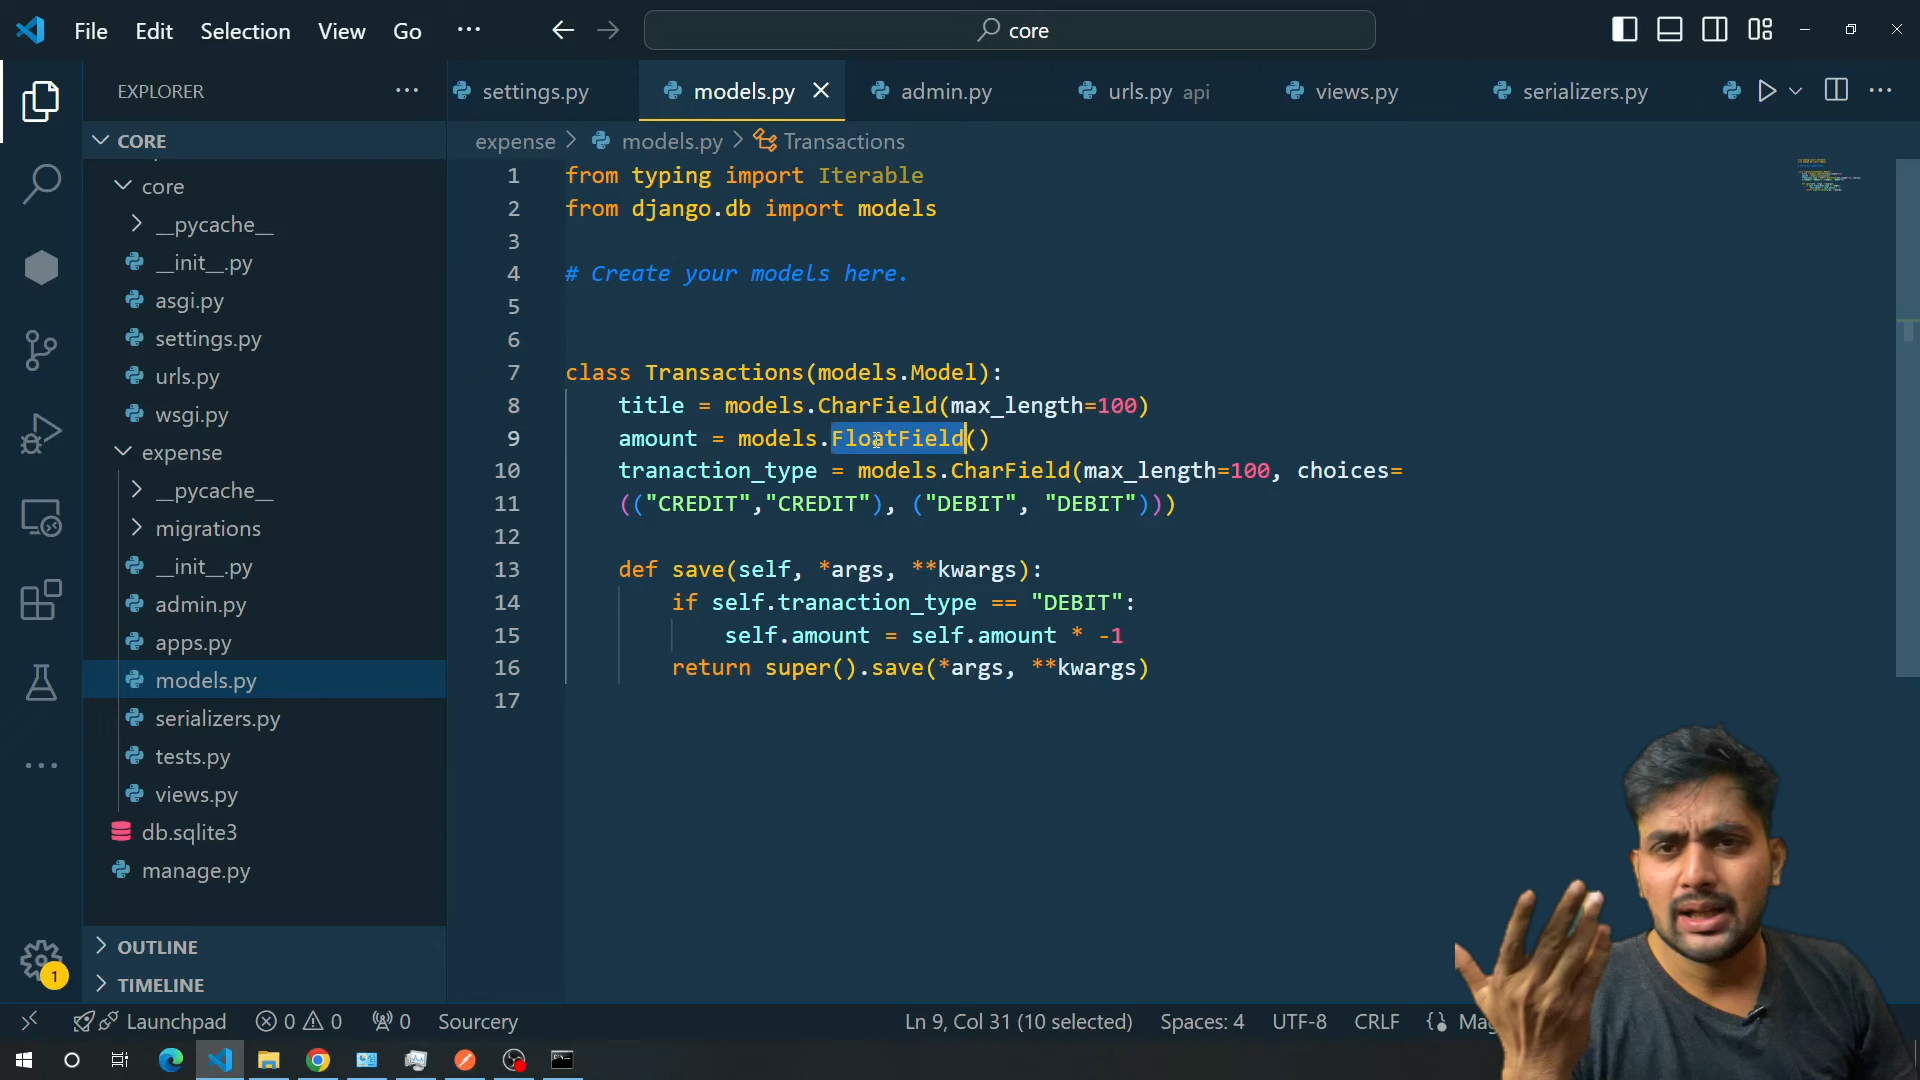 File Edit Selection View Go ···
core
EXPLORER ···
settings.py models.py admin.py urls.py api views.py serializers.py
CORE
expense > models.py > Transactions
core
__pycache__
__init__.py
asgi.py
settings.py
urls.py
wsgi.py
expense
__pycache__
migrations
__init__.py
admin.py
apps.py
models.py
serializers.py
tests.py
views.py
db.sqlite3
manage.py
OUTLINE
TIMELINE
1 from typing import Iterable
2 from django.db import models
3
4 # Create your models here.
5
6
7 class Transactions(models.Model):
8 title = models.CharField(max_length=100)
9 amount = models.FloatField()
10 tranaction_type = models.CharField(max_length=100, choices=
11 (("CREDIT","CREDIT"), ("DEBIT", "DEBIT")))
12
13 def save(self, *args, **kwargs):
14 if self.tranaction_type == "DEBIT":
15 self.amount = self.amount * -1
16 return super().save(*args, **kwargs)
17
1
Launchpad 0 0 0 Sourcery Ln 9, Col 31 (10 selected) Spaces: 4 UTF-8 CRLF